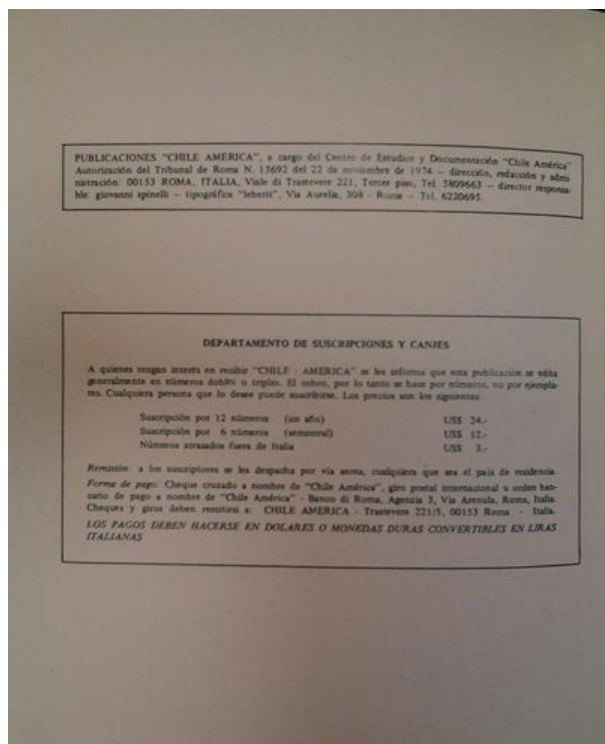 PUBLICACIONES "CHILE AMERICA", a cargo del Centro de Estudios y Documentación "Chile América"
Autorización del Tribunal de Roma N. 15692 del 22 de noviembre de 1974 — dirección, redacción y admi-
nistración: 00153 ROMA, ITALIA, Viale di Trastevere 221, Tercer piso, Tel. 5809663 — director responsa-
ble: giovanni spinelli — tipográfica "leberit", Via Aurelia, 308 - Roma — Tel. 6220695.
DEPARTAMENTO DE SUSCRIPCIONES Y CANJES
A quienes tengan interés en recibir "CHILE - AMERICA" se les informa que esta publicación se edita
generalmente en números dobles o triples. El cobro, por lo tanto se hace por números, no por ejempla-
res. Cualquiera persona que lo desee puede suscribirse. Los precios son los siguientes:
Suscripción por 12 números (un año) US$ 24.-
Suscripción por 6 números (semestral) US$ 12.-
Números atrasados fuera de Italia US$ 3.-
Remisión: a los suscriptores se les despacha por vía aerea, cualquiera que sea el país de residencia.
Forma de pago: Cheque cruzado a nombre de "Chile América", giro postal internacional u orden ban-
cario de pago a nombre de "Chile América" - Banco di Roma, Agenzia 3, Via Arenula, Roma, Italia.
Cheques y giros deben remitirsi a: CHILE AMERICA - Trastevere 221/5, 00153 Roma - Italia.
LOS PAGOS DEBEN HACERSE EN DOLARES O MONEDAS DURAS CONVERTIBLES EN LIRAS
ITALIANAS